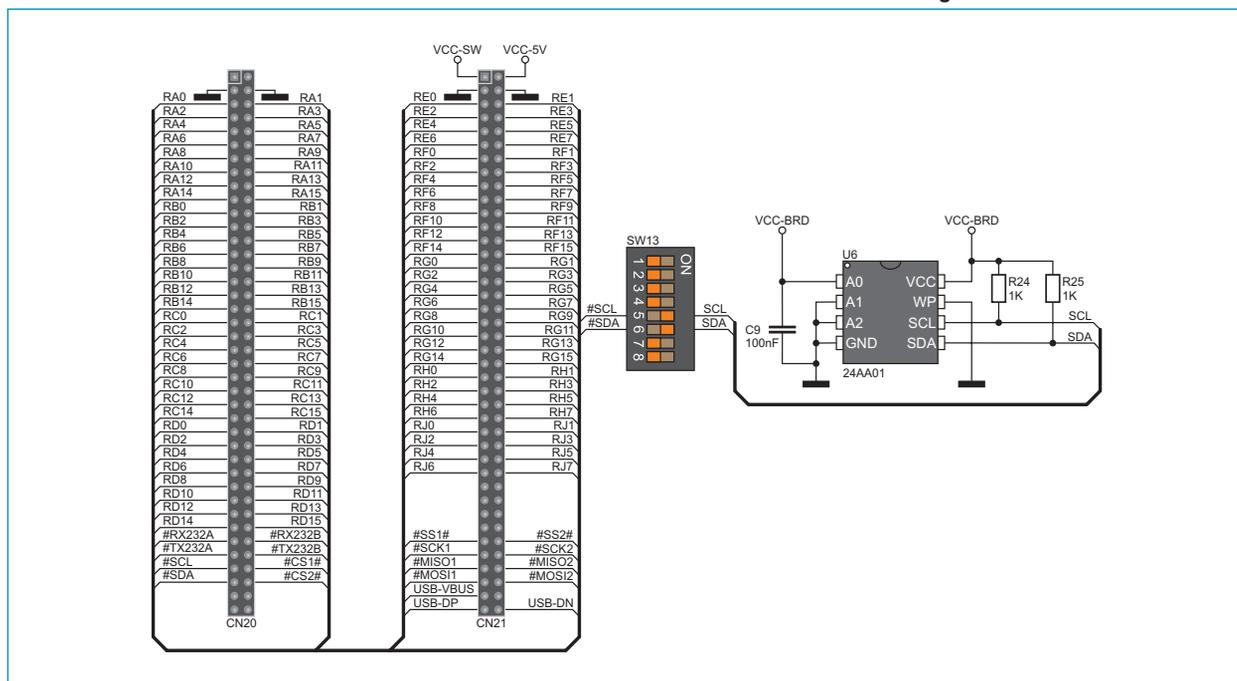 VCC-SW VCC-5V
RA0 RA1 RE0 RE1
RA2 RA3 RE2 RE3
RA4 RA5 RE4 RE5
RA6 RA7 RE6 RE7
RA8 RA9 RF0 RF1
RA10 RA11 RF2 RF3
RA12 RA13 RF4 RF5
RA14 RA15 RF6 RF7
RB0 RB1 RF8 RF9
RB2 RB3 RF10 RF11
RB4 RB5 RF12 RF13
RB6 RB7 RF14 RF15
RB8 RB9 RG0 RG1
RB10 RB11 RG2 RG3
RB12 RB13 RG4 RG5
RB14 RB15 RG6 RG7
RC0 RC1 RG8 RG9
RC2 RC3 RG10 RG11
RC4 RC5 RG12 RG13
RC6 RC7 RG14 RG15
RC8 RC9 RH0 RH1
RC10 RC11 RH2 RH3
RC12 RC13 RH4 RH5
RC14 RC15 RH6 RH7
RD0 RD1 RJ0 RJ1
RD2 RD3 RJ2 RJ3
RD4 RD5 RJ4 RJ5
RD6 RD7 RJ6 RJ7
RD8 RD9
RD10 RD11
RD12 RD13
RD14 RD15
#RX232A #RX232B #SS1# #SS2#
#TX232A #TX232B #SCK1 #SCK2
#SCL #CS1# #MISO1 #MISO2
#SDA #CS2# #MOSI1 #MOSI2
USB-VBUS
USB-DP USB-DN
CN20 CN21
SW13
ON
1
2
3
4
5
6
7
8
#SCL SCL
#SDA SDA
VCC-BRD VCC-BRD
U6
A0 VCC
A1 WP
A2 SCL
GND SDA
24AA01
R24
1K
R25
1K
C9
100nF
SCL
SDA